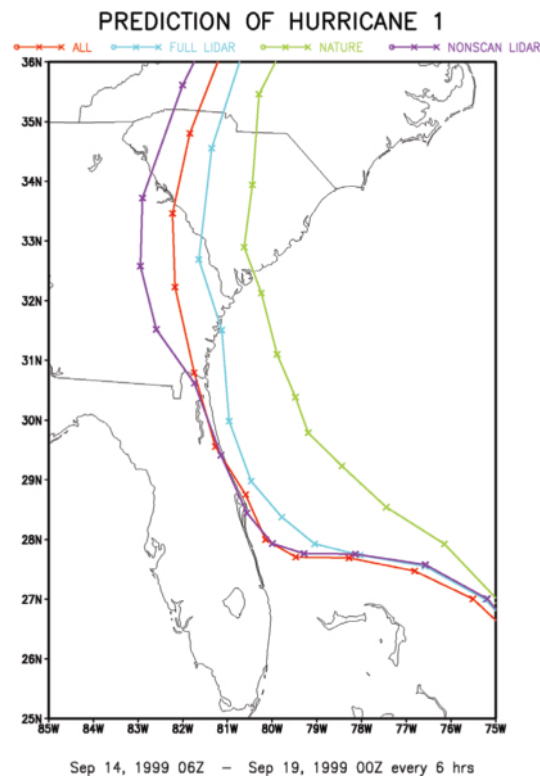 PREDICTION OF HURRICANE 1
ALL FULL LIDAR NATURE NONSCAN LIDAR
36N
35N
34N
33N
32N
31N
30N
29N
28N
27N
26N
25N
85W 84W 83W 82W 81W 80W 79W 78W 77W 76W 75W
Sep 14, 1999 06Z – Sep 19, 1999 00Z every 6 hrs